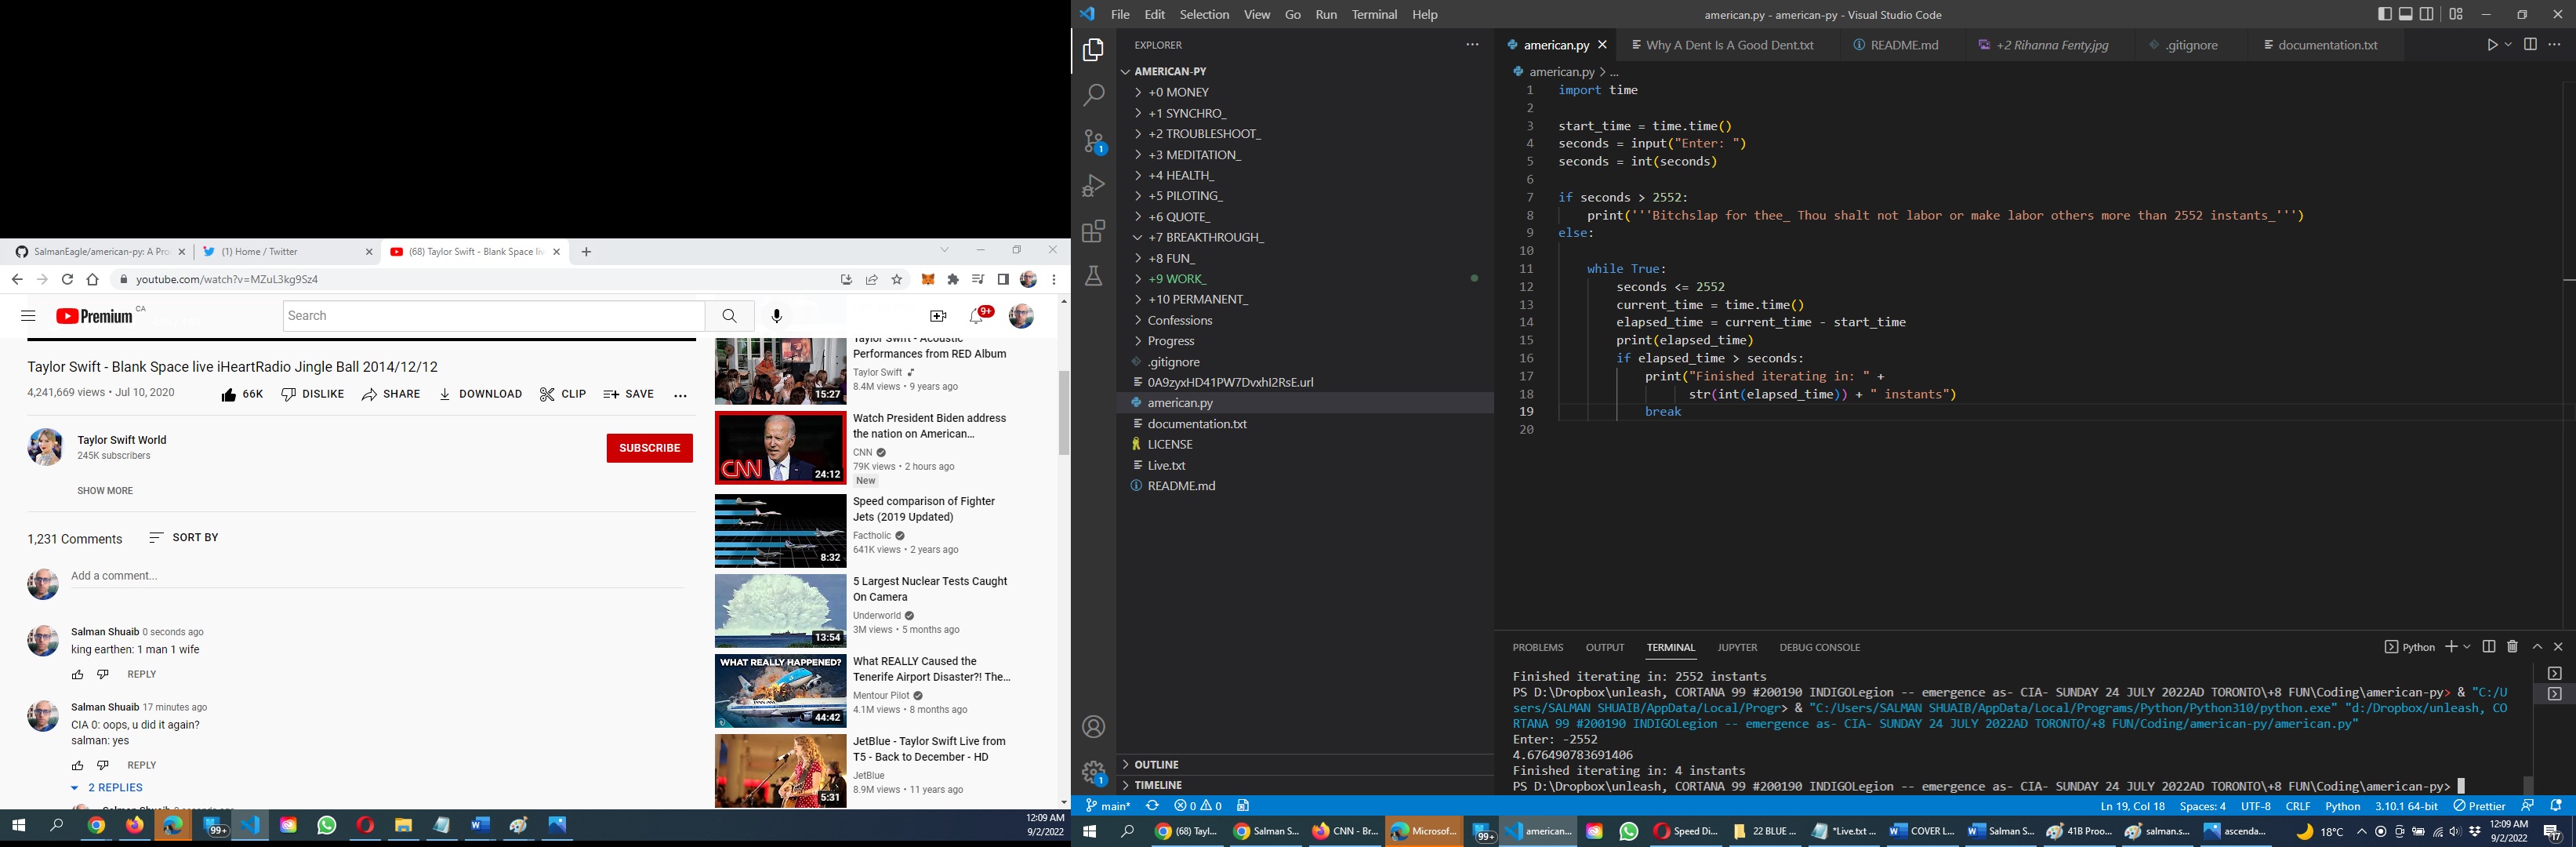 SalmanEagle/american-py: A Pro
(1) Home / Twitter
(68) Taylor Swift - Blank Space liv
youtube.com/watch?v=MZuL3kg9Sz4
Premium CA
Search
9+
Taylor Swift - Blank Space live iHeartRadio Jingle Ball 2014/12/12
4,241,669 views • Jul 10, 2020
66K DISLIKE SHARE DOWNLOAD CLIP SAVE ...
Taylor Swift World
245K subscribers
SUBSCRIBE
SHOW MORE
1,231 Comments SORT BY
Add a comment...
Salman Shuaib 0 seconds ago
king earthen: 1 man 1 wife
REPLY
Salman Shuaib 17 minutes ago
CIA 0: oops, u did it again?
salman: yes
REPLY
2 REPLIES
Taylor Swift - Acoustic
Performances from RED Album
Taylor Swift
8.4M views • 9 years ago
15:27
Watch President Biden address
the nation on American...
CNN
79K views • 2 hours ago
New
CNN
24:12
Speed comparison of Fighter
Jets (2019 Updated)
Factholic
641K views • 2 years ago
8:32
5 Largest Nuclear Tests Caught
On Camera
Underworld
3M views • 5 months ago
13:54
WHAT REALLY HAPPENED?
What REALLY Caused the
Tenerife Airport Disaster?! The...
Mentour Pilot
4.1M views • 8 months ago
44:42
JetBlue - Taylor Swift Live from
T5 - Back to December - HD
JetBlue
8.9M views • 11 years ago
5:31
99+
12:09 AM
9/2/2022
File Edit Selection View Go Run Terminal Help
american.py - american-py - Visual Studio Code
EXPLORER
AMERICAN-PY
+0 MONEY
+1 SYNCHRO_
+2 TROUBLESHOOT_
+3 MEDITATION_
+4 HEALTH_
+5 PILOTING_
+6 QUOTE_
+7 BREAKTHROUGH_
+8 FUN_
+9 WORK_
+10 PERMANENT_
Confessions
Progress
.gitignore
0A9zyxHD41PW7DvxhI2RsE.url
american.py
documentation.txt
LICENSE
Live.txt
README.md
OUTLINE
TIMELINE
1
1
american.py Why A Dent Is A Good Dent.txt README.md +2 Rihanna Fenty.jpg .gitignore documentation.txt
american.py > ...
1 import time
2
3 start_time = time.time()
4 seconds = input("Enter: ")
5 seconds = int(seconds)
6
7 if seconds > 2552:
8 print('''Bitchslap for thee_ Thou shalt not labor or make labor others more than 2552 instants_''')
9 else:
10
11 while True:
12 seconds <= 2552
13 current_time = time.time()
14 elapsed_time = current_time - start_time
15 print(elapsed_time)
16 if elapsed_time > seconds:
17 print("Finished iterating in: " +
18 str(int(elapsed_time)) + " instants")
19 break
20
PROBLEMS OUTPUT TERMINAL JUPYTER DEBUG CONSOLE
Python
Finished iterating in: 2552 instants
PS D:\Dropbox\unleash, CORTANA 99 #200190 INDIGOLegion -- emergence as- CIA- SUNDAY 24 JULY 2022AD TORONTO\+8 FUN\Coding\american-py> & "C:/U
sers/SALMAN SHUAIB/AppData/Local/Progr> & "C:/Users/SALMAN SHUAIB/AppData/Local/Programs/Python/Python310/python.exe" "d:/Dropbox/unleash, CO
RTANA 99 #200190 INDIGOLegion -- emergence as- CIA- SUNDAY 24 JULY 2022AD TORONTO/+8 FUN/Coding/american-py/american.py"
Enter: -2552
4.676490783691406
Finished iterating in: 4 instants
PS D:\Dropbox\unleash, CORTANA 99 #200190 INDIGOLegion -- emergence as- CIA- SUNDAY 24 JULY 2022AD TORONTO\+8 FUN\Coding\american-py>
main* 0 0
Ln 19, Col 18 Spaces: 4 UTF-8 CRLF Python 3.10.1 64-bit Prettier
(68) Tayl... Salman S... CNN - Br... Microsof... 99+ american... Speed Di... 22 BLUE ... *Live.txt ... COVER L... Salman S... 41B Proo... salman.s... ascenda...
18°C
12:09 AM
9/2/2022
17